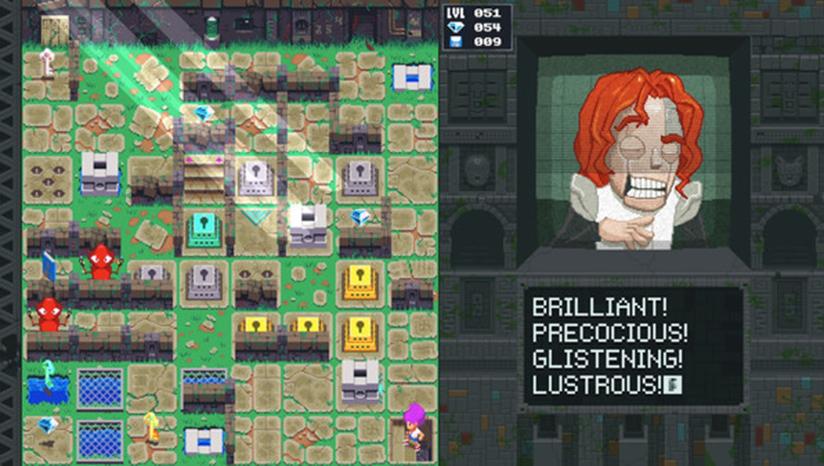 LVL 051
054
009
BRILLIANT!
PRECOCIOUS!
GLISTENING!
LUSTROUS!